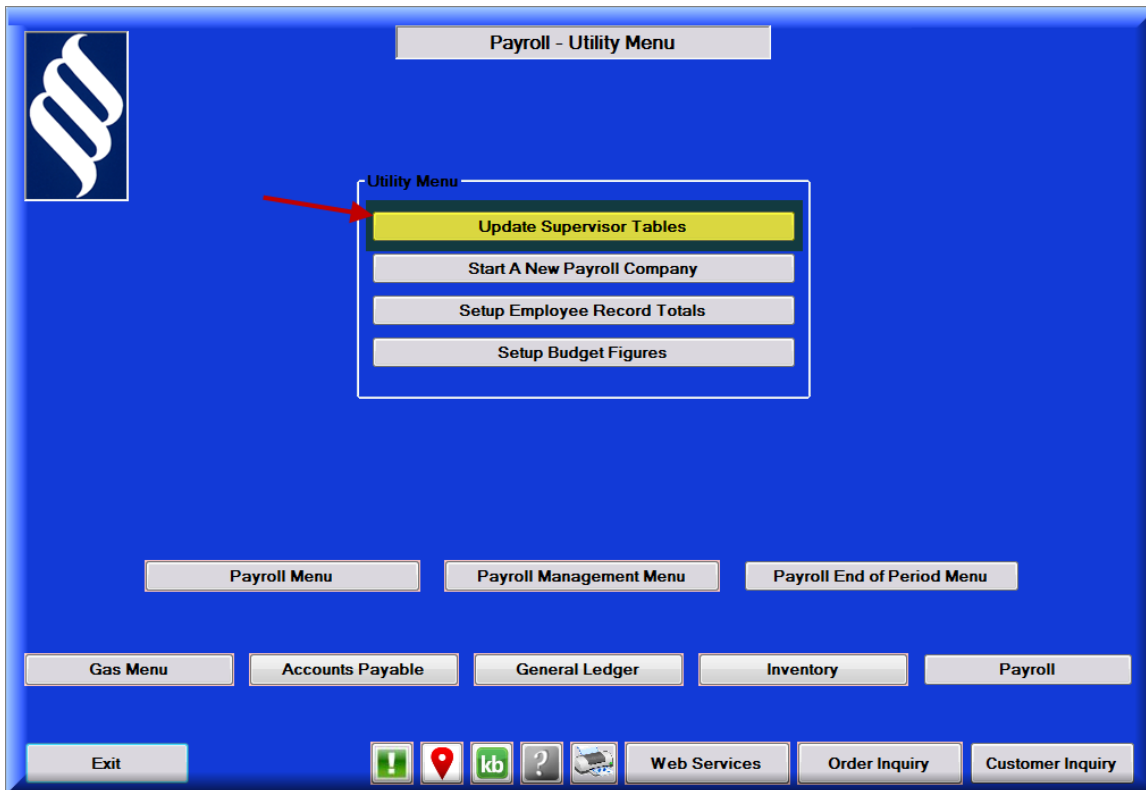 Payroll - Utility Menu
Utility Menu
Update Supervisor Tables
Start A New Payroll Company
Setup Employee Record Totals
Setup Budget Figures
Payroll Menu
Payroll Management Menu
Payroll End of Period Menu
Gas Menu
Accounts Payable
General Ledger
Inventory
Payroll
Exit
!
kb
?
Web Services
Order Inquiry
Customer Inquiry